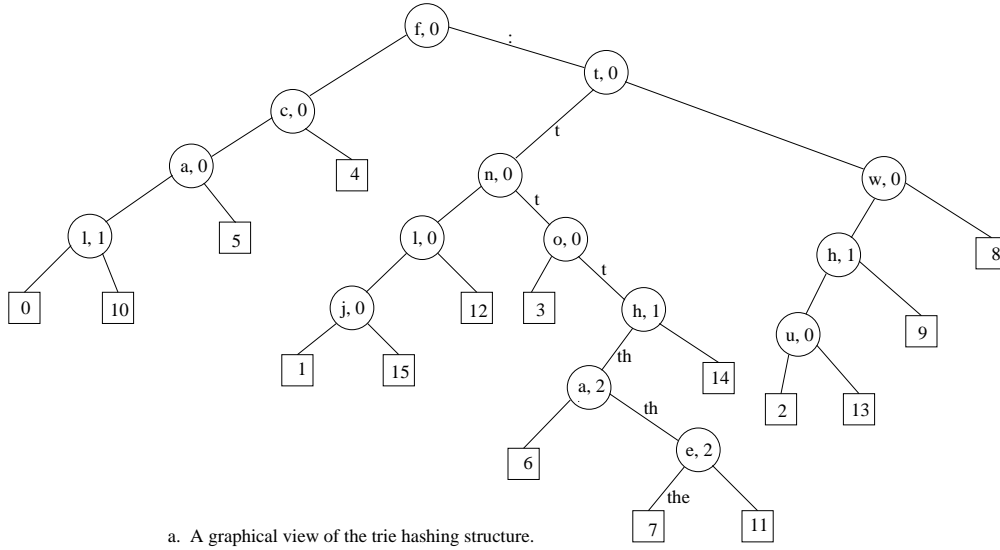 f, 0
:
t, 0
c, 0
t
a, 0
4
n, 0
w, 0
t
l, 1
5
l, 0
o, 0
h, 1
8
t
0
10
j, 0
12
3
h, 1
u, 0
9
th
1
15
a, 2
14
th
2
13
6
e, 2
the
7
11
a. A graphical view of the trie hashing structure.